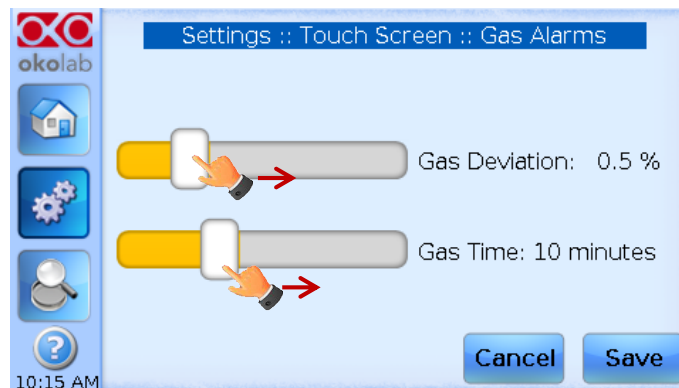 okolab
Settings :: Touch Screen :: Gas Alarms
Gas Deviation: 0.5 %
Gas Time: 10 minutes
?
Cancel Save
10:15 AM